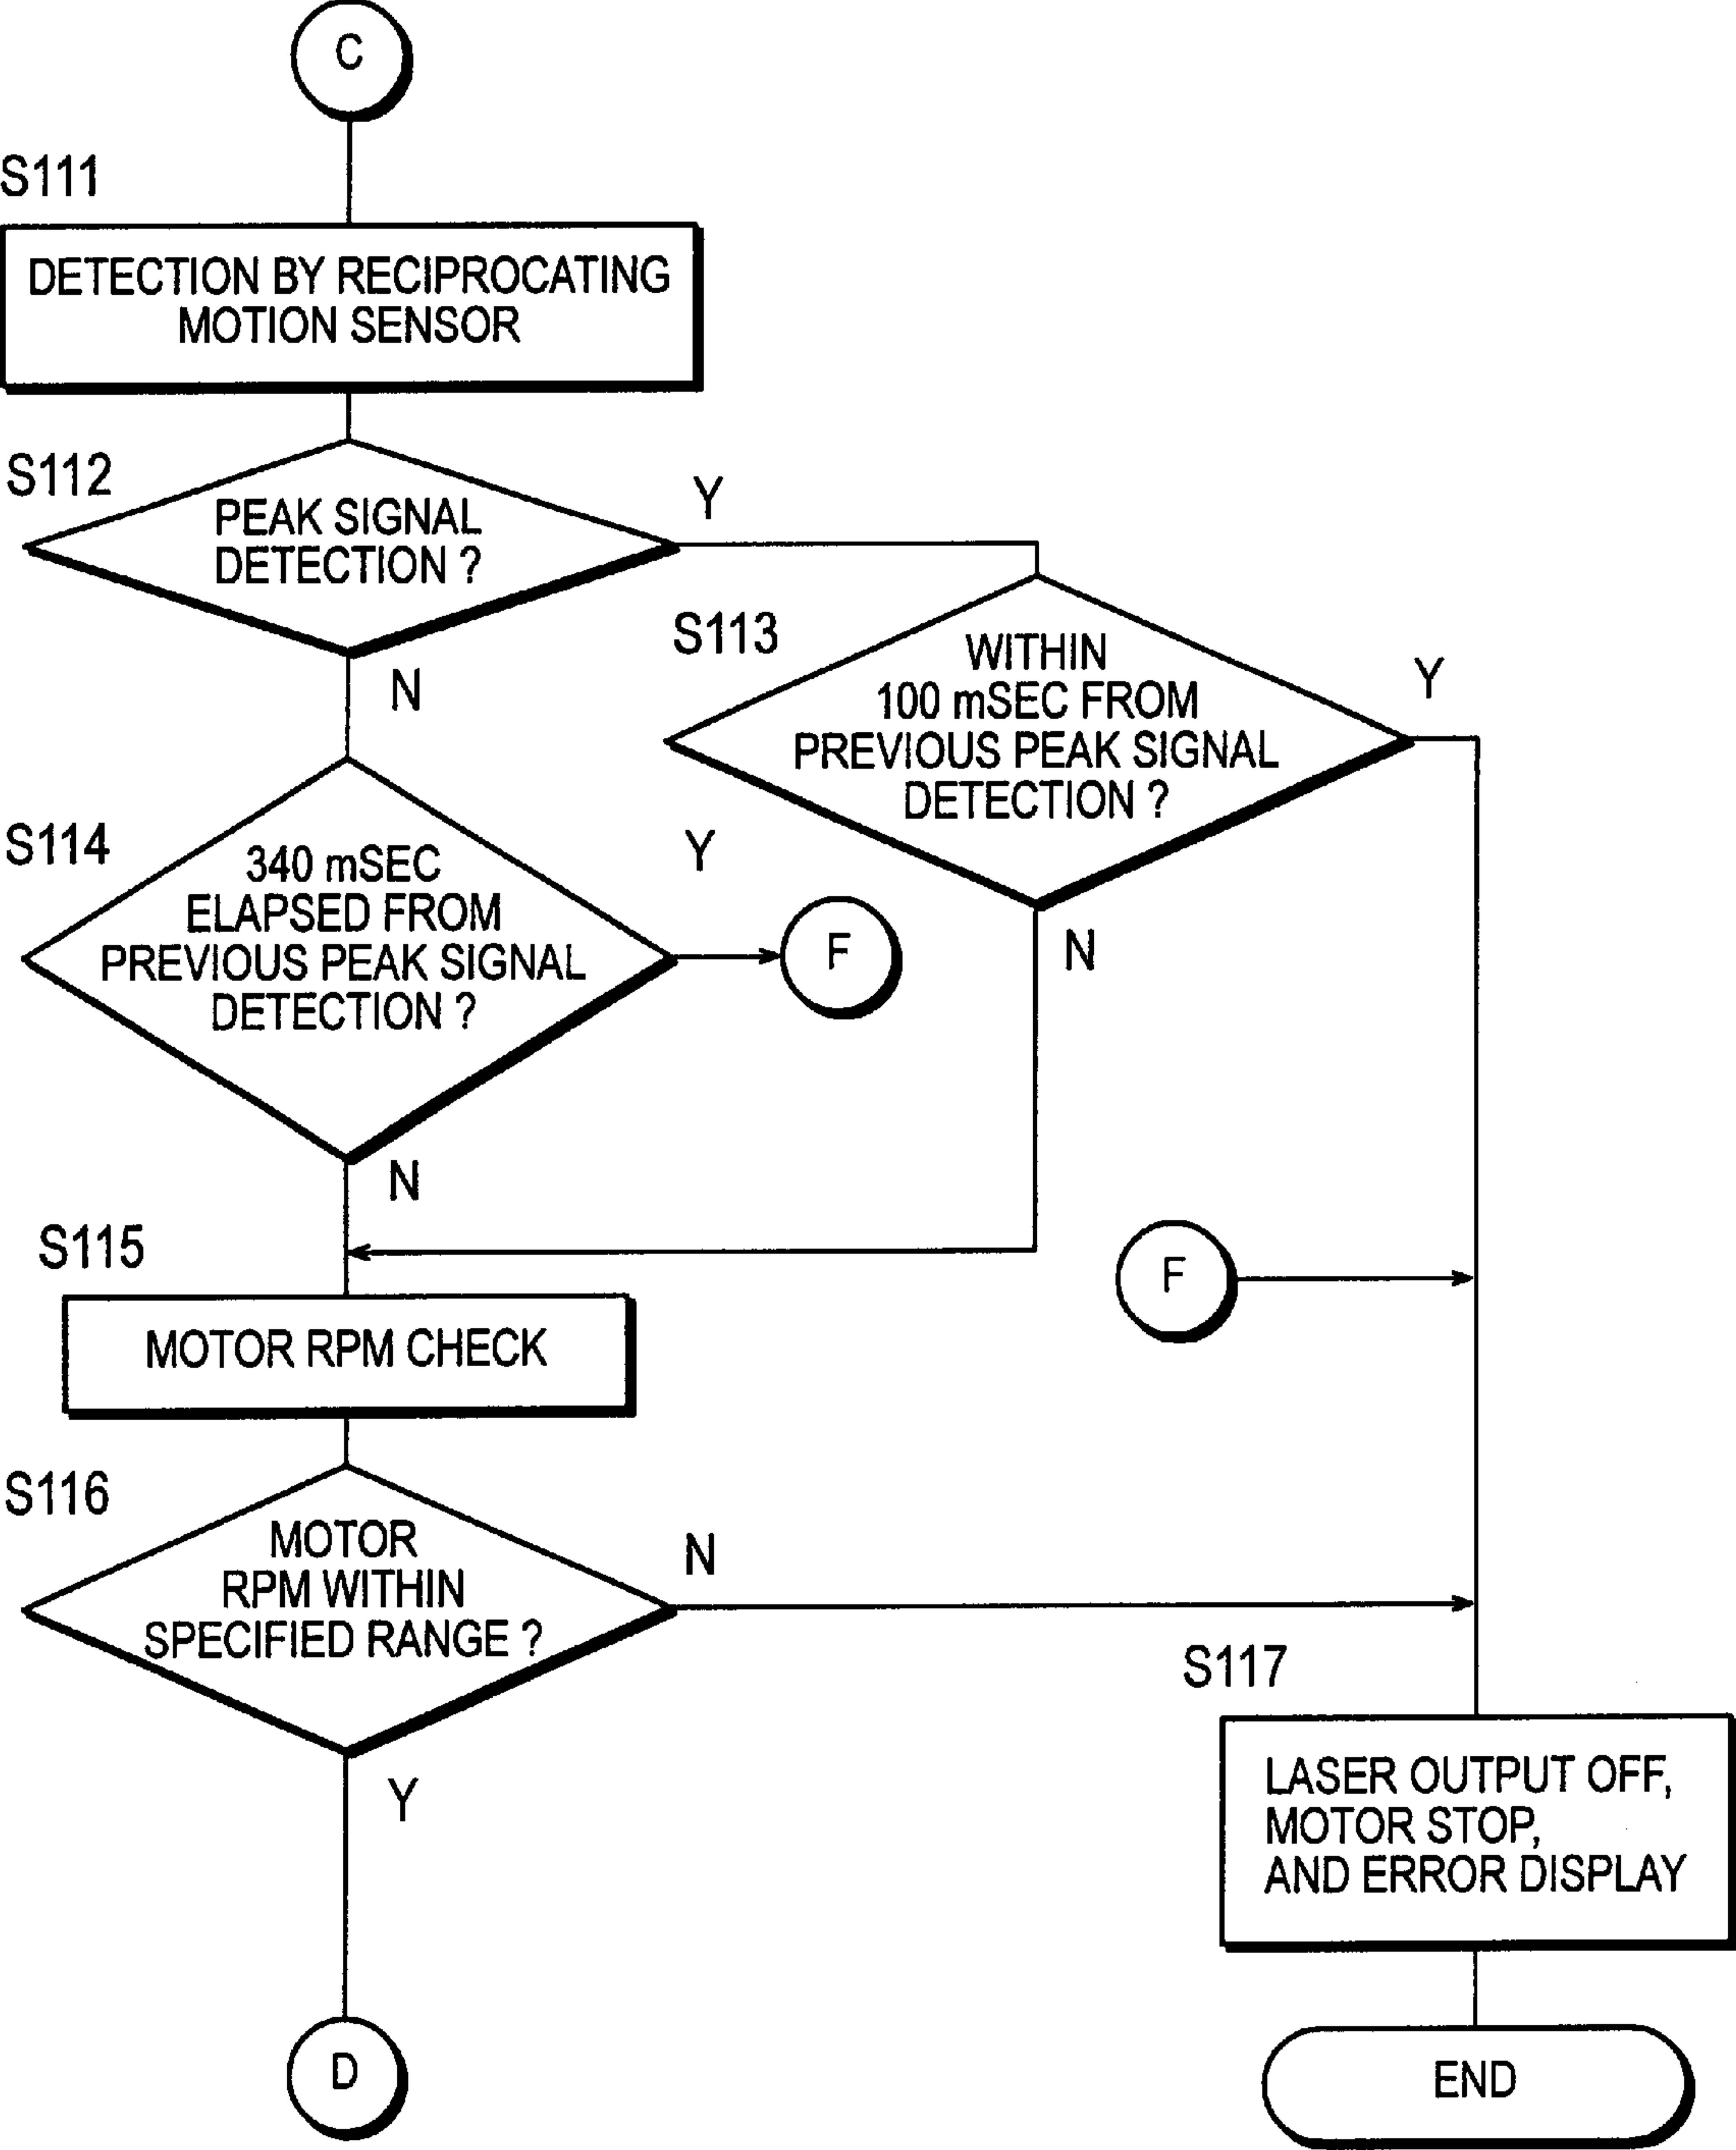 C
S111
DETECTION BY RECIPROCATING
MOTION SENSOR
S112
PEAK SIGNAL
DETECTION ?
Y
N
S113
WITHIN
100 mSEC FROM
PREVIOUS PEAK SIGNAL
DETECTION ?
Y
N
S114
340 mSEC
ELAPSED FROM
PREVIOUS PEAK SIGNAL
DETECTION ?
Y
F
N
S115
MOTOR RPM CHECK
F
S116
MOTOR
RPM WITHIN
SPECIFIED RANGE ?
N
Y
S117
LASER OUTPUT OFF,
MOTOR STOP,
AND ERROR DISPLAY
D
END